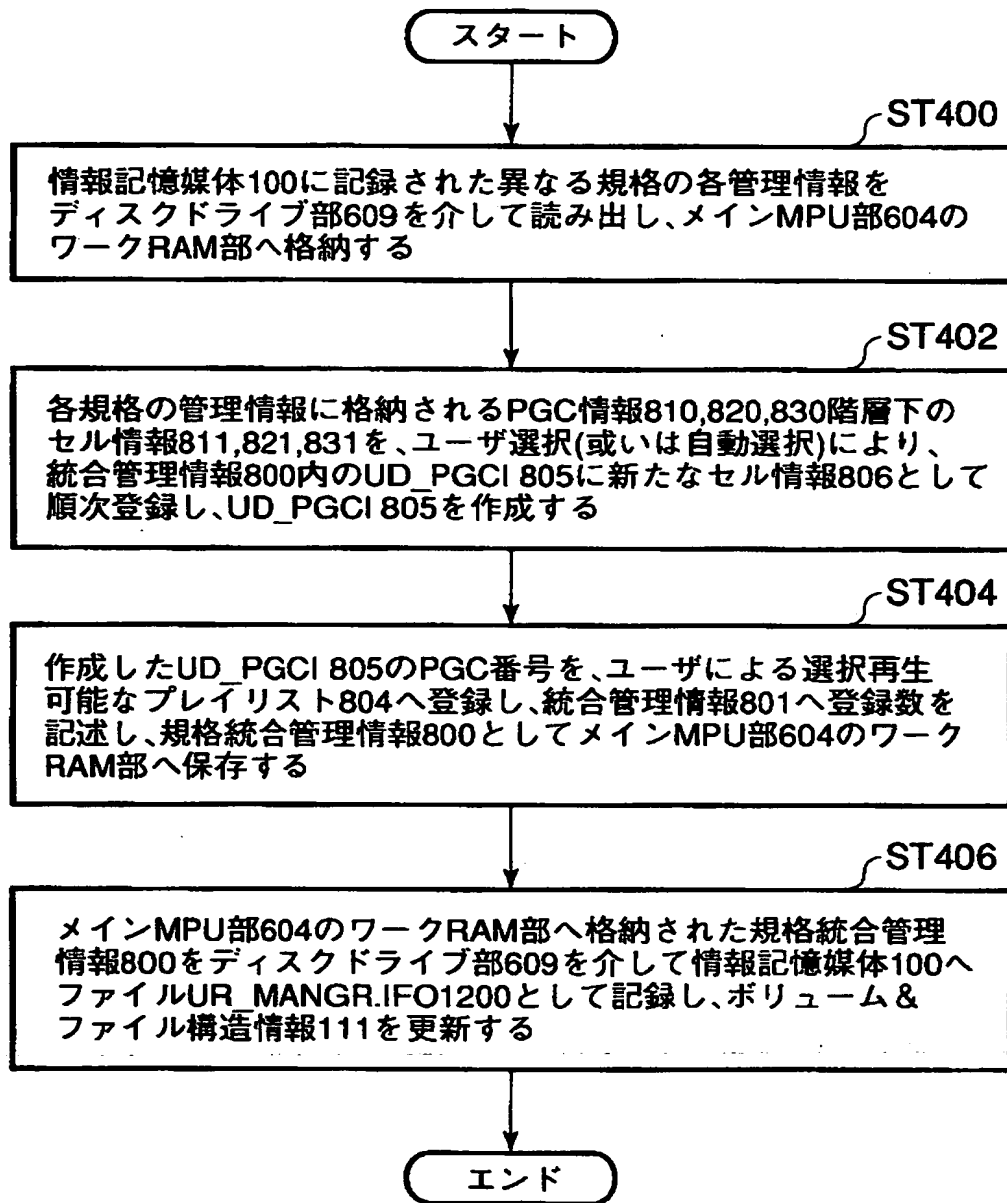 スタート
ST400
情報記憶媒体100に記録された異なる規格の各管理情報を
ディスクドライブ部609を介して読み出し、メインMPU部604の
ワークRAM部へ格納する
ST402
各規格の管理情報に格納されるPGC情報810,820,830階層下の
セル情報811,821,831を、ユーザ選択(或いは自動選択)により、
統合管理情報800内のUD_PGCI 805に新たなセル情報806として
順次登録し、UD_PGCI 805を作成する
ST404
作成したUD_PGCI 805のPGC番号を、ユーザによる選択再生
可能なプレイリスト804へ登録し、統合管理情報801へ登録数を
記述し、規格統合管理情報800としてメインMPU部604のワーク
RAM部へ保存する
ST406
メインMPU部604のワークRAM部へ格納された規格統合管理
情報800をディスクドライブ部609を介して情報記憶媒体100へ
ファイルUR_MANGR.IFO1200として記録し、ボリューム&
ファイル構造情報111を更新する
エンド